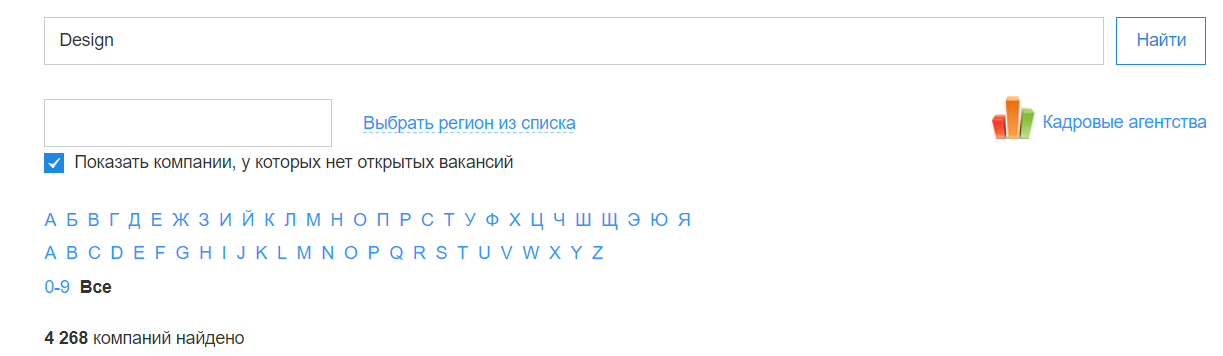 Design
Найти
Выбрать регион из списка
Кадровые агентства
Показать компании, у которых нет открытых вакансий
А Б В Г Д Е Ж З И Й К Л М Н О П Р С Т У Ф Х Ц Ч Ш Щ Э Ю Я
A B C D E F G H I J K L M N O P Q R S T U V W X Y Z
0-9 Все
4 268 компаний найдено